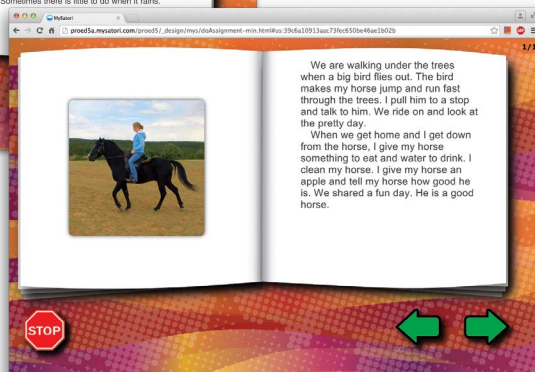 Sometimes there is little to do when it rains.
MySatori
proed5a.mysatori.com/proed5/_design/mys/doAssignment-min.html#us:39c6a10913aac73fec650be46ae1b02b
1/1
We are walking under the trees
when a big bird flies out. The bird
makes my horse jump and run fast
through the trees. I pull him to a stop
and talk to him. We ride on and look at
the pretty day.
When we get home and I get down
from the horse, I give my horse
something to eat and water to drink. I
clean my horse. I give my horse an
apple and tell my horse how good he
is. We shared a fun day. He is a good
horse.
STOP